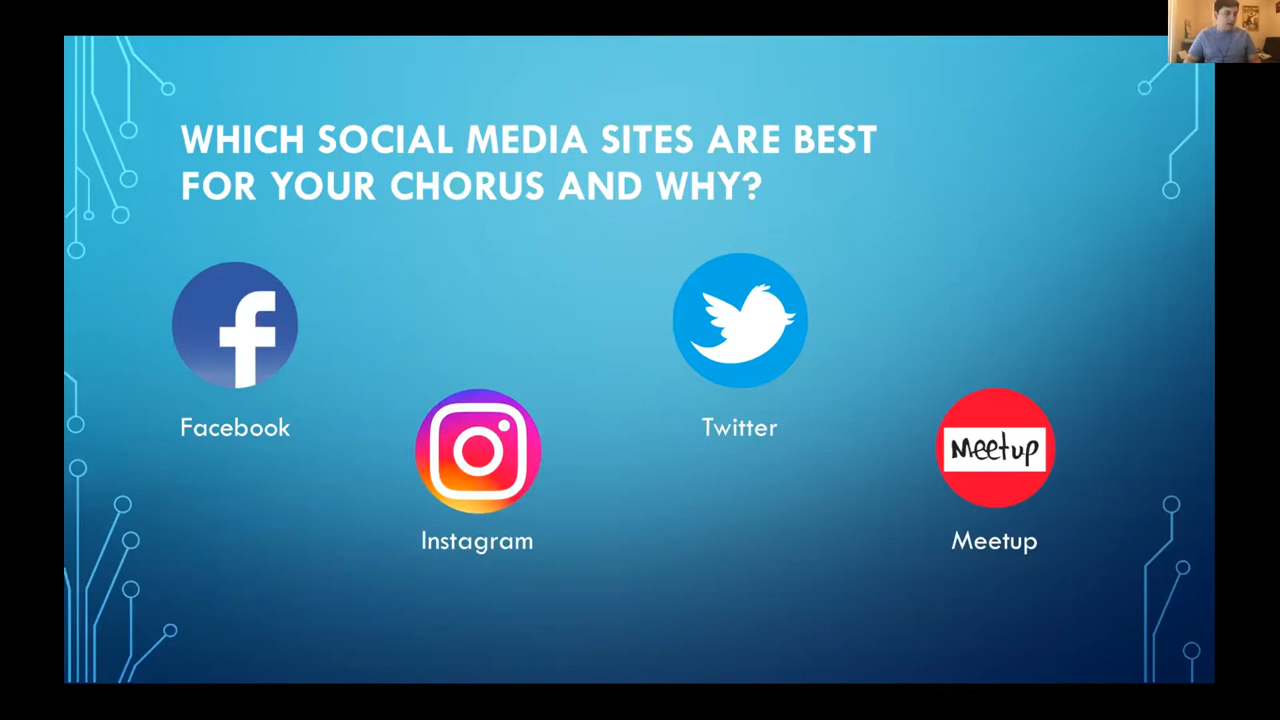 WHICH SOCIAL MEDIA SITES ARE BEST
FOR YOUR CHORUS AND WHY?
Facebook
Instagram
Twitter
Meetup
Meetup